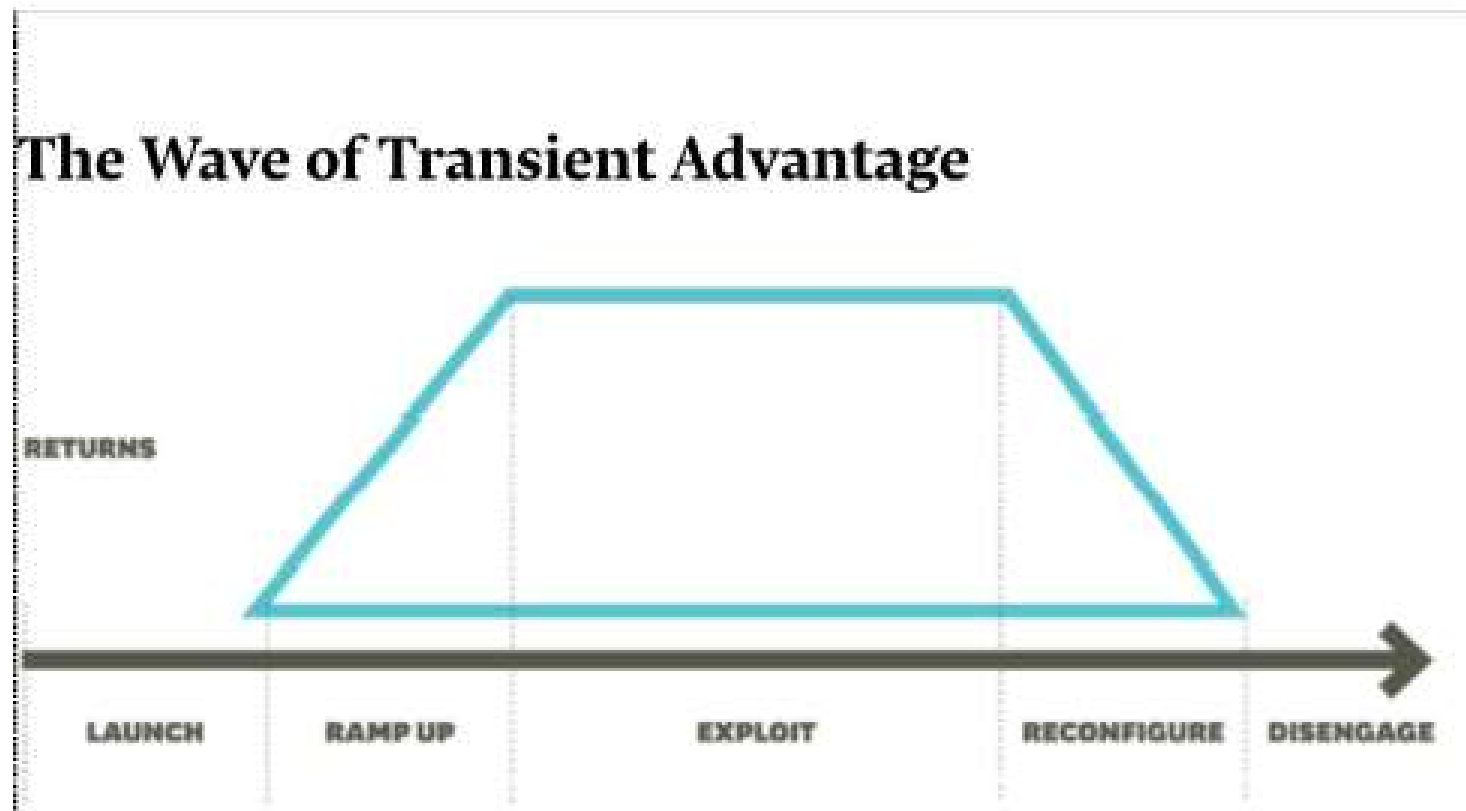 The Wave of Transient Advantage
RETURNS
LAUNCH
RAMP UP
EXPLOIT
RECONFIGURE
DISENGAGE